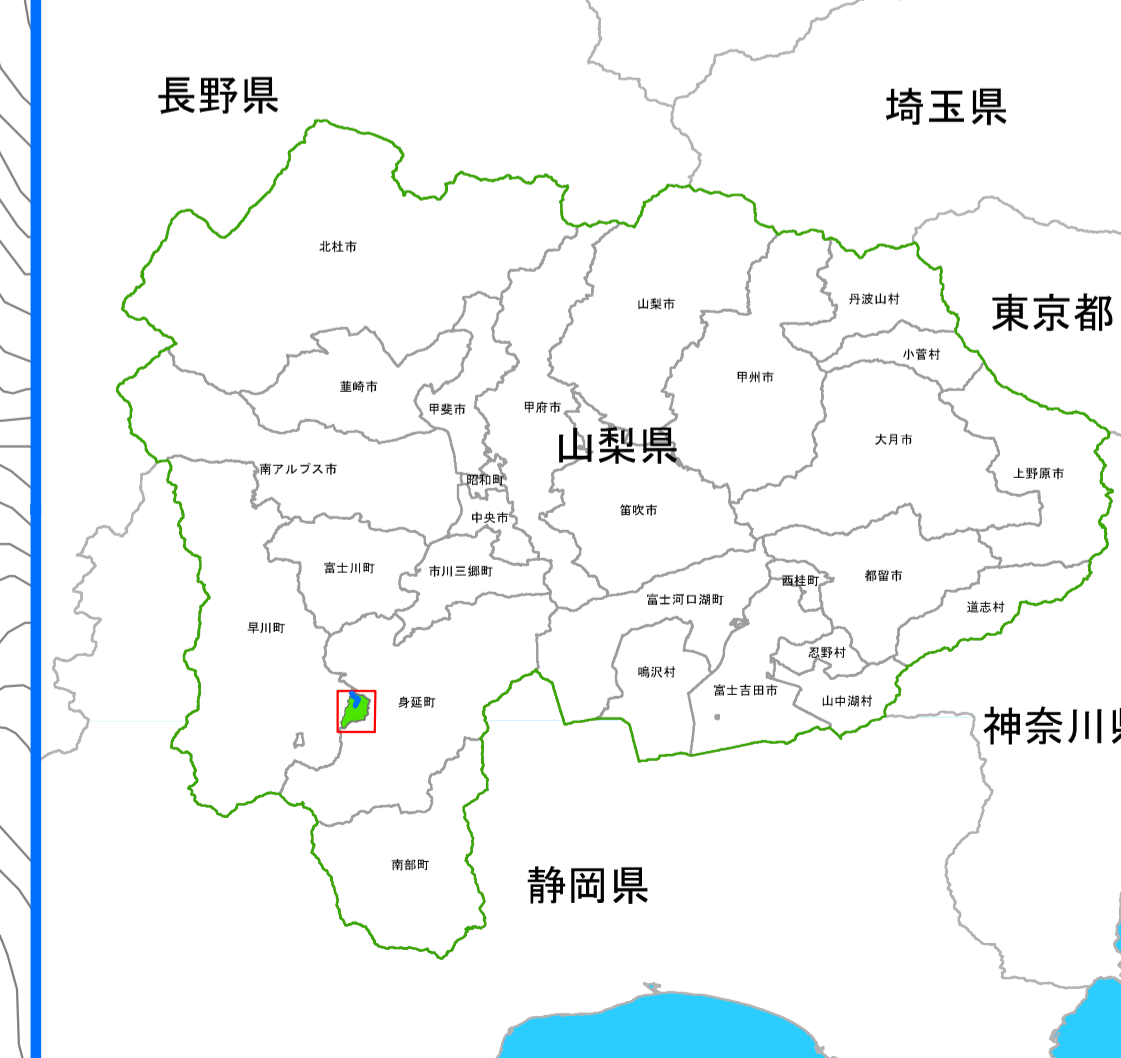 長野県
埼玉県
北杜市
丹波山村
山梨市
東京都
小菅村
甲州市
韮崎市
甲斐市
甲府市
大月市
山梨県
南アルプス市
上野原市
昭和町
笛吹市
中央市
富士川町
市川三郷町
西桂町
都留市
富士河口湖町
道志村
早川町
忍野村
鳴沢村
富士吉田市
身延町
山中湖村
神奈川県
南部町
静岡県